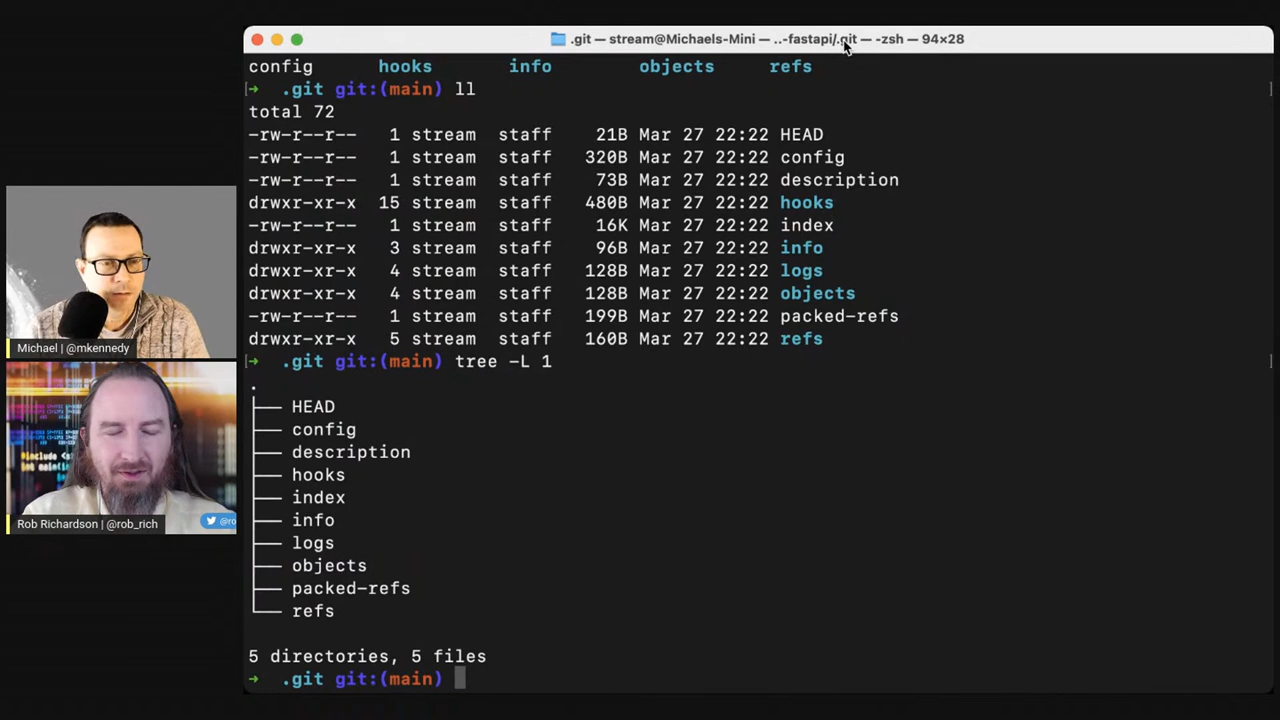 .git — stream@Michaels-Mini — ..-fastapi/.git — -zsh — 94×28
config hooks info objects refs
→ .git git:(main) ll
total 72
-rw-r--r-- 1 stream staff 21B Mar 27 22:22 HEAD
-rw-r--r-- 1 stream staff 320B Mar 27 22:22 config
-rw-r--r-- 1 stream staff 73B Mar 27 22:22 description
drwxr-xr-x 15 stream staff 480B Mar 27 22:22 hooks
-rw-r--r-- 1 stream staff 16K Mar 27 22:22 index
drwxr-xr-x 3 stream staff 96B Mar 27 22:22 info
drwxr-xr-x 4 stream staff 128B Mar 27 22:22 logs
drwxr-xr-x 4 stream staff 128B Mar 27 22:22 objects
-rw-r--r-- 1 stream staff 199B Mar 27 22:22 packed-refs
drwxr-xr-x 5 stream staff 160B Mar 27 22:22 refs
→ .git git:(main) tree -L 1
.
├── HEAD
├── config
├── description
├── hooks
├── index
├── info
├── logs
├── objects
├── packed-refs
└── refs
5 directories, 5 files
→ .git git:(main)
Michael | @mkennedy
#include <s
int main(in
Rob Richardson | @rob_rich
@ro